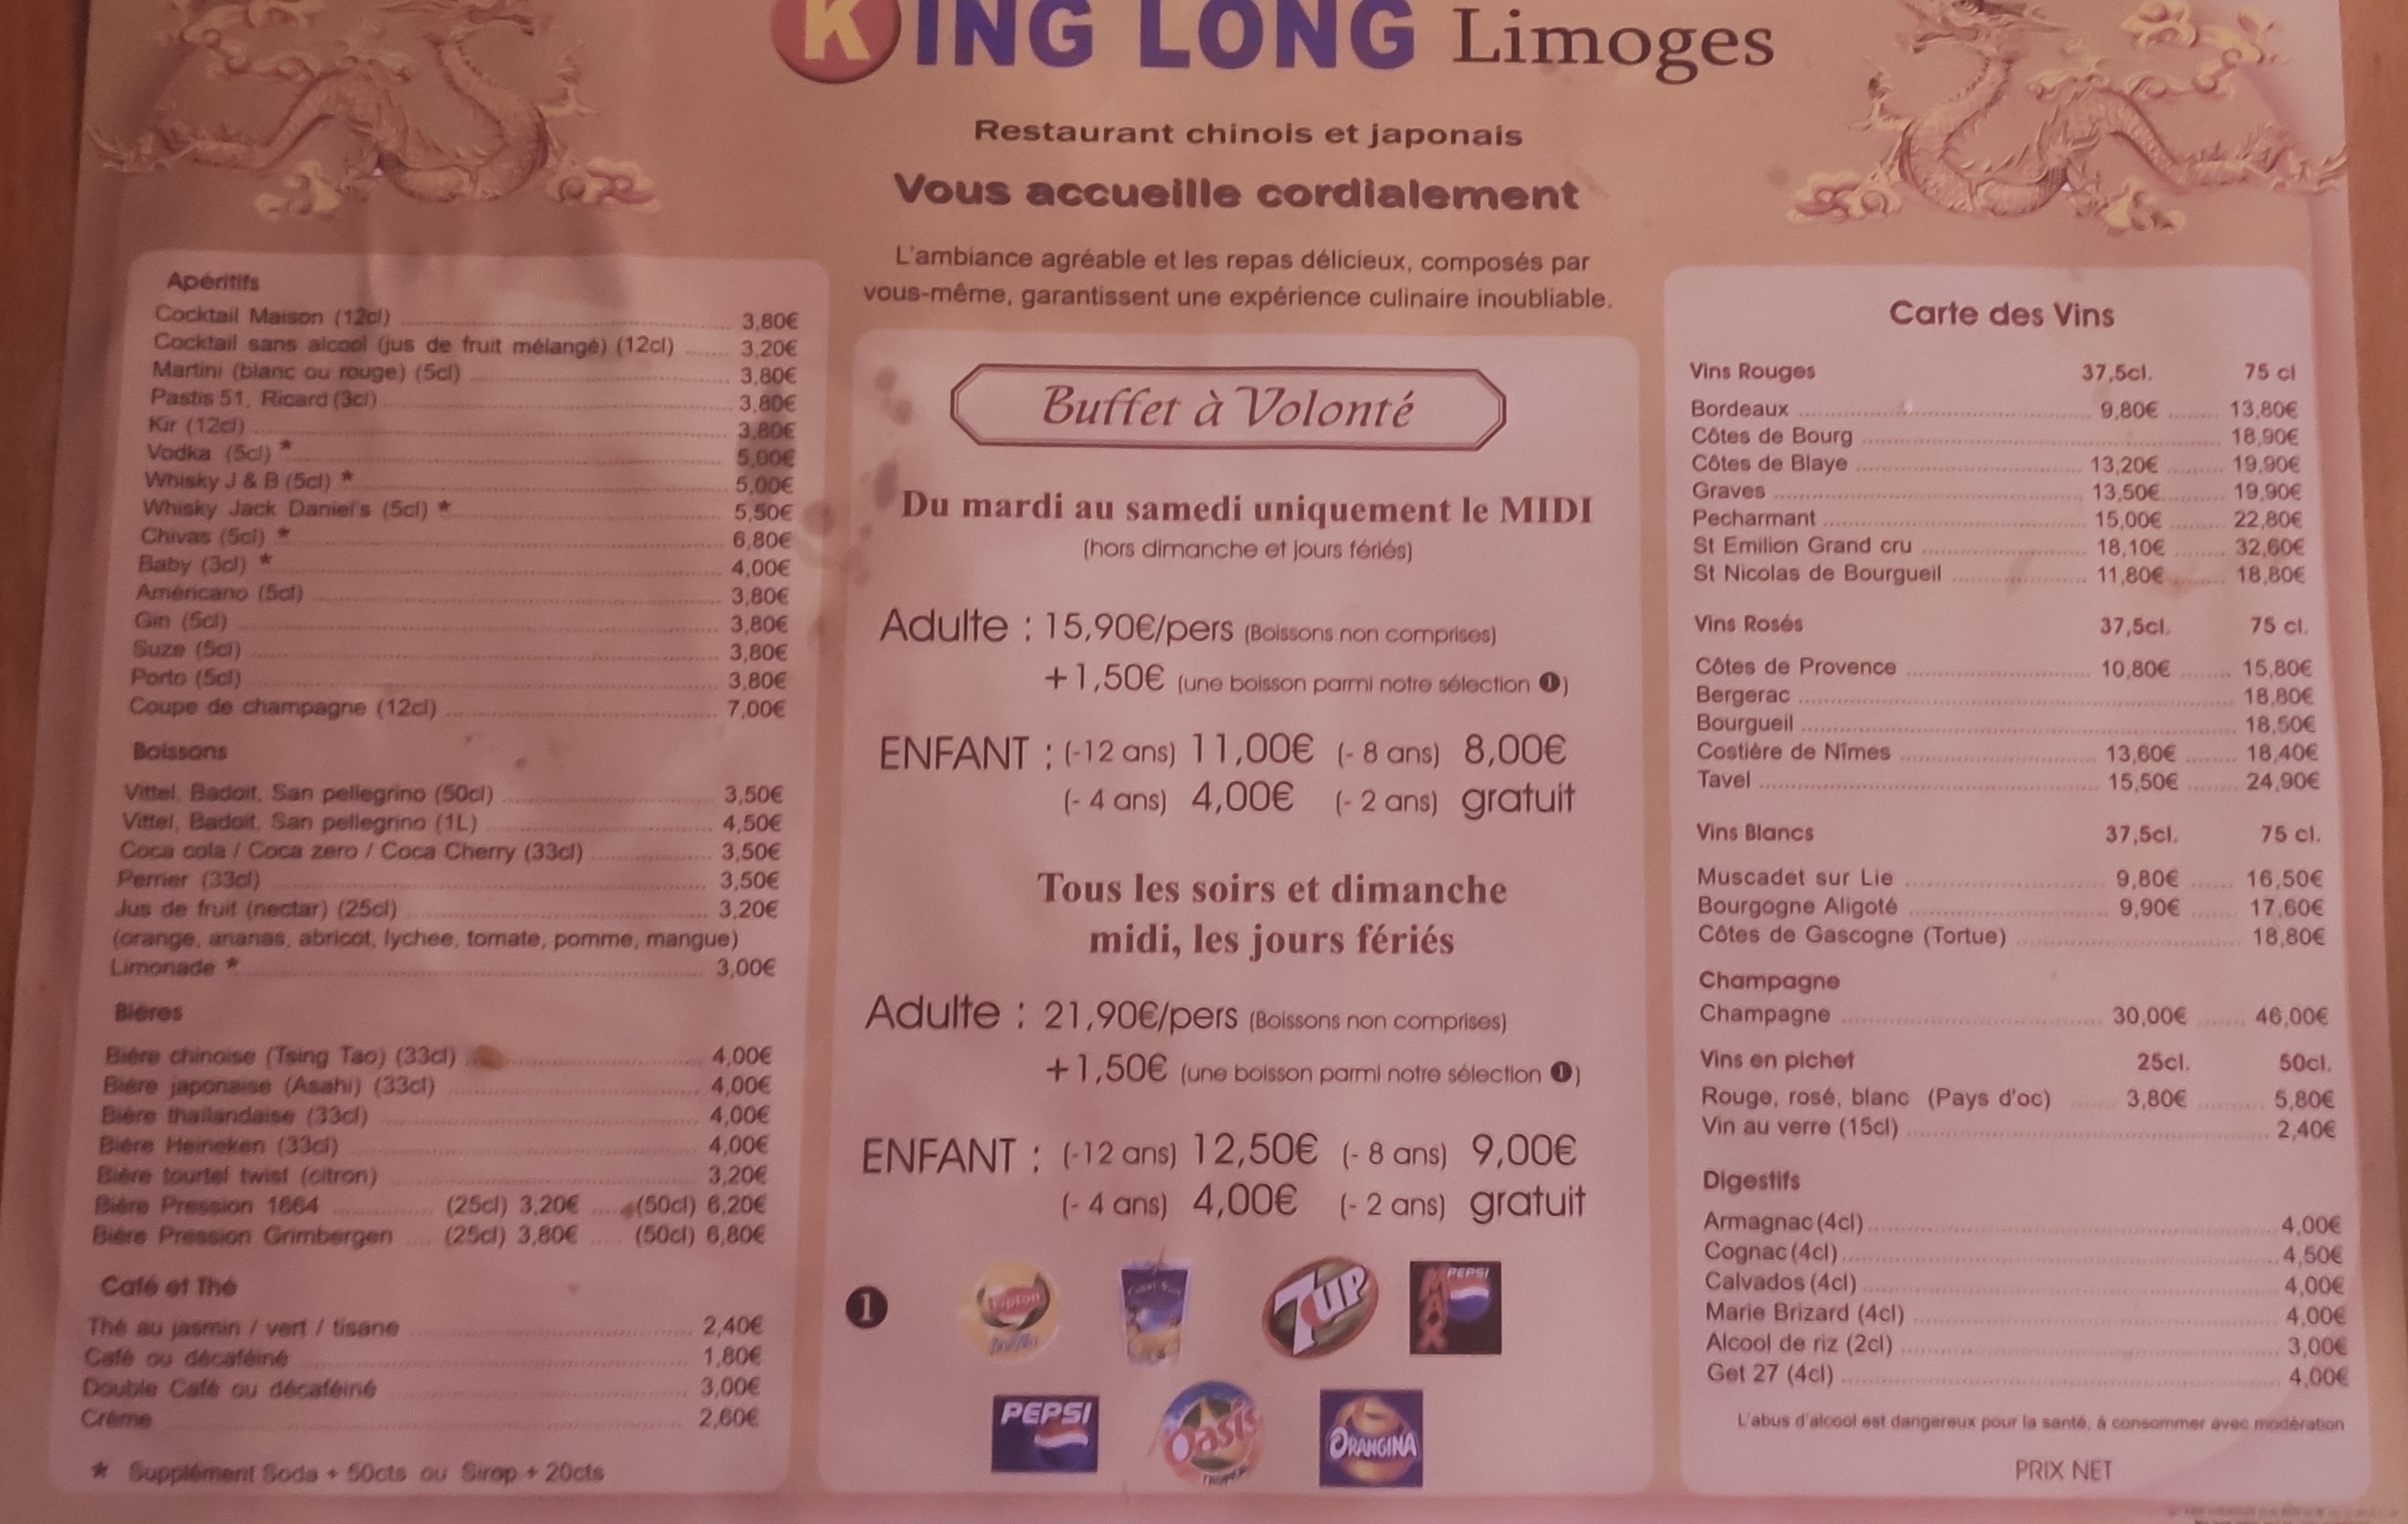 KING LONG Limoges
Restaurant chinois et japonais
Vous accueille cordialement
L'ambiance agréable et les repas délicieux, composés par
vous-même, garantissent une expérience culinaire inoubliable.
Apéritifs
Cocktail Maison (12cl) 3,80€
Cocktail sans alcool (jus de fruit mélangé) (12cl) 3,20€
Martini (blanc ou rouge) (5cl) 3,80€
Pastis 51, Ricard (3cl) 3,80€
Kir (12cl) 3,80€
Vodka (5cl) * 5,00€
Whisky J & B (5cl) * 5,00€
Whisky Jack Daniel's (5cl) * 5,50€
Chivas (5cl) * 6,80€
Baby (3cl) * 4,00€
Américano (5cl) 3,80€
Gin (5cl) 3,80€
Suze (5cl) 3,80€
Porto (5cl) 3,80€
Coupe de champagne (12cl) 7,00€
Boissons
Vittel, Badoit, San pellegrino (50cl) 3,50€
Vittel, Badoit, San pellegrino (1L) 4,50€
Coca cola / Coca zero / Coca Cherry (33cl) 3,50€
Perrier (33cl) 3,50€
Jus de fruit (nectar) (25cl) 3,20€
(orange, ananas, abricot, lychee, tomate, pomme, mangue)
Limonade * 3,00€
Bières
Bière chinoise (Tsing Tao) (33cl) 4,00€
Bière japonaise (Asahi) (33cl) 4,00€
Bière thaïlandaise (33cl) 4,00€
Bière Heineken (33cl) 4,00€
Bière tourtel twist (citron) 3,20€
Bière Pression 1664 (25cl) 3,20€ (50cl) 6,20€
Bière Pression Grimbergen (25cl) 3,80€ (50cl) 6,80€
Café et Thé
Thé au jasmin / vert / tisane 2,40€
Café ou décaféiné 1,80€
Double Café ou décaféiné 3,00€
Crème 2,60€
* Supplément Soda + 50cts ou Sirop + 20cts
Buffet à Volonté
Du mardi au samedi uniquement le MIDI
(hors dimanche et jours fériés)
Adulte : 15,90€/pers (Boissons non comprises)
+1,50€ (une boisson parmi notre sélection ❶)
ENFANT : (-12 ans) 11,00€ (- 8 ans) 8,00€
(- 4 ans) 4,00€ (- 2 ans) gratuit
Tous les soirs et dimanche
midi, les jours fériés
Adulte : 21,90€/pers (Boissons non comprises)
+1,50€ (une boisson parmi notre sélection ❶)
ENFANT : (-12 ans) 12,50€ (- 8 ans) 9,00€
(- 4 ans) 4,00€ (- 2 ans) gratuit
❶
Lipton
7UP
PEPSI MAX
PEPSI
Oasis
TROPICAL
ORANGINA
Carte des Vins
Vins Rouges 37,5cl. 75 cl
Bordeaux 9,80€ 13,80€
Côtes de Bourg 18,90€
Côtes de Blaye 13,20€ 19,90€
Graves 13,50€ 19,90€
Pecharmant 15,00€ 22,80€
St Emilion Grand cru 18,10€ 32,60€
St Nicolas de Bourgueil 11,80€ 18,80€
Vins Rosés 37,5cl. 75 cl.
Côtes de Provence 10,80€ 15,80€
Bergerac 18,80€
Bourgueil 18,50€
Costière de Nîmes 13,60€ 18,40€
Tavel 15,50€ 24,90€
Vins Blancs 37,5cl. 75 cl.
Muscadet sur Lie 9,80€ 16,50€
Bourgogne Aligoté 9,90€ 17,60€
Côtes de Gascogne (Tortue) 18,80€
Champagne
Champagne 30,00€ 46,00€
Vins en pichet 25cl. 50cl.
Rouge, rosé, blanc (Pays d'oc) 3,80€ 5,80€
Vin au verre (15cl) 2,40€
Digestifs
Armagnac (4cl) 4,00€
Cognac (4cl) 4,50€
Calvados (4cl) 4,00€
Marie Brizard (4cl) 4,00€
Alcool de riz (2cl) 3,00€
Get 27 (4cl) 4,00€
L'abus d'alcool est dangereux pour la santé, à consommer avec modération
PRIX NET